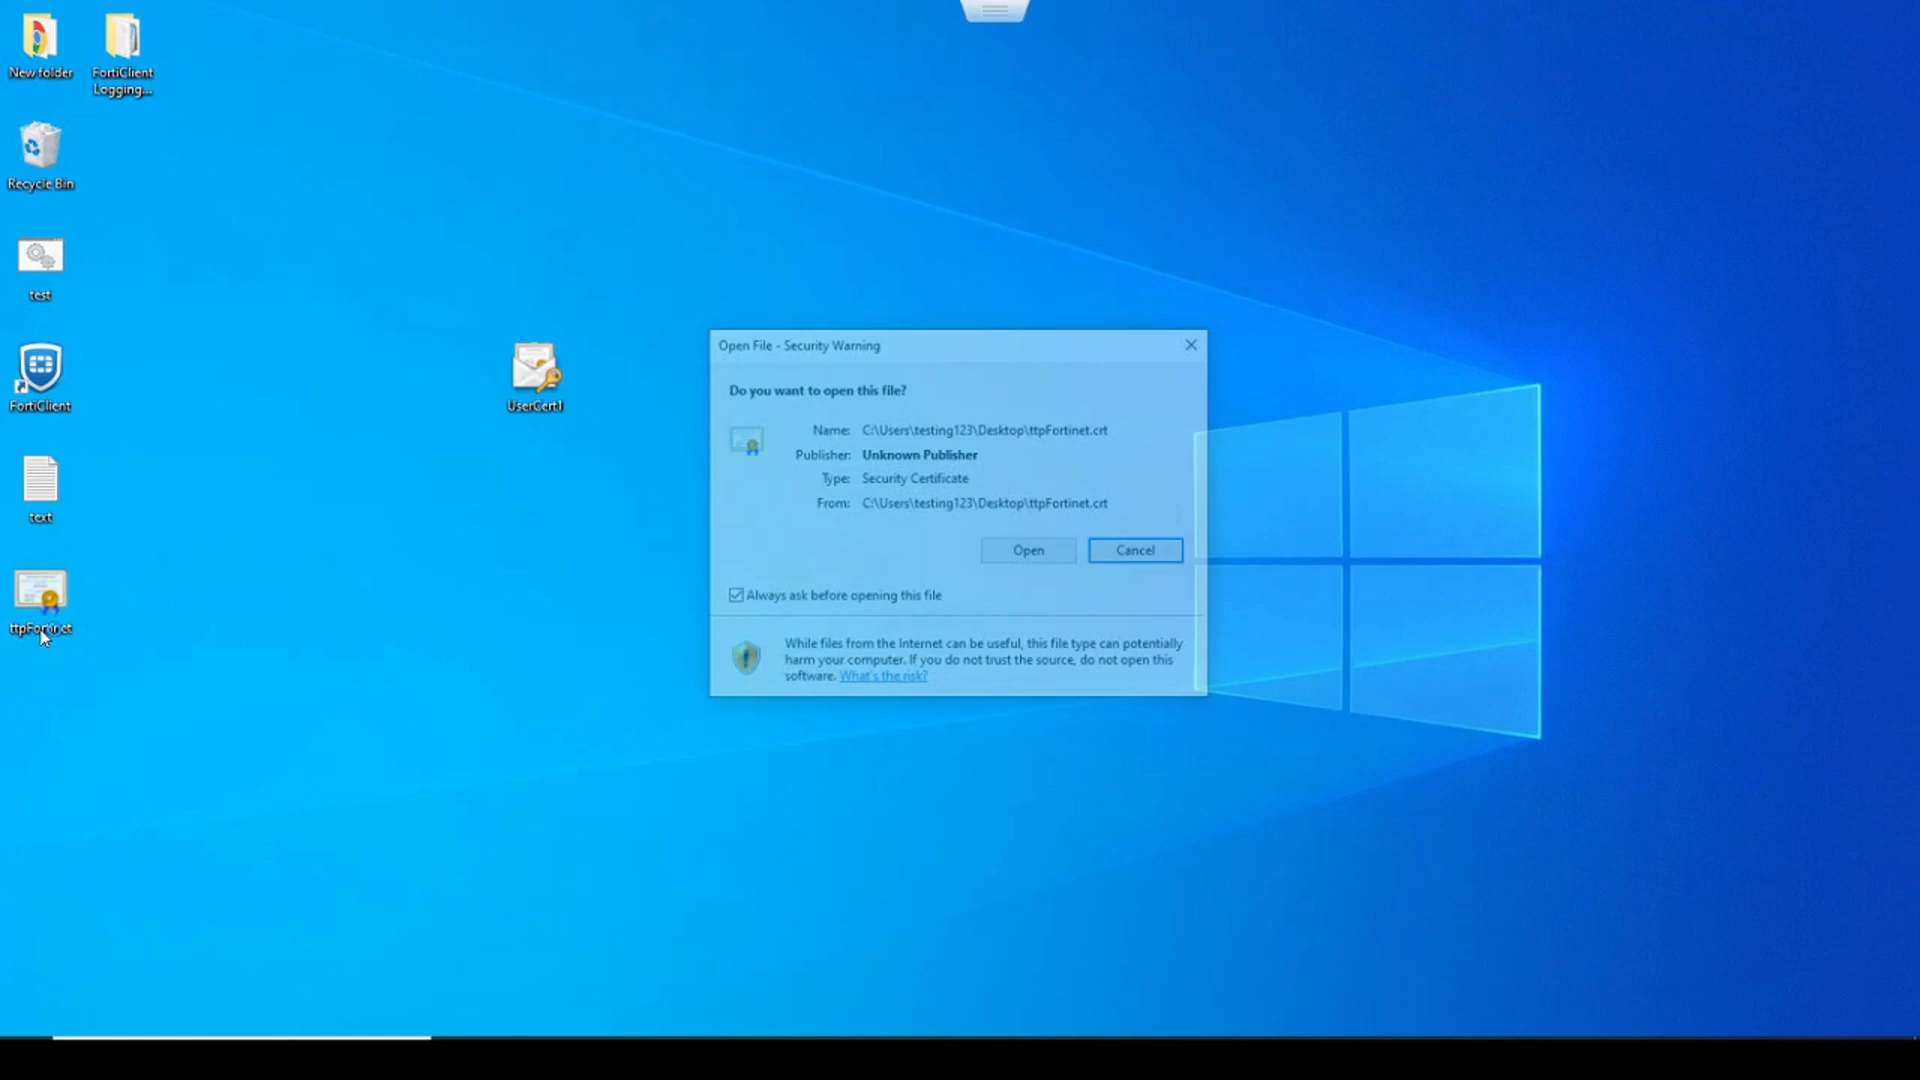 New folder
FortiClient
Logging...
Recycle Bin
test
FortiClient
text
ttpFortinet
UserCert1
Open File - Security Warning
Do you want to open this file?
Name: C:\Users\testing123\Desktop\ttpFortinet.crt
Publisher: Unknown Publisher
Type: Security Certificate
From: C:\Users\testing123\Desktop\ttpFortinet.crt
Open Cancel
Always ask before opening this file
While files from the Internet can be useful, this file type can potentially
harm your computer. If you do not trust the source, do not open this
software. What's the risk?